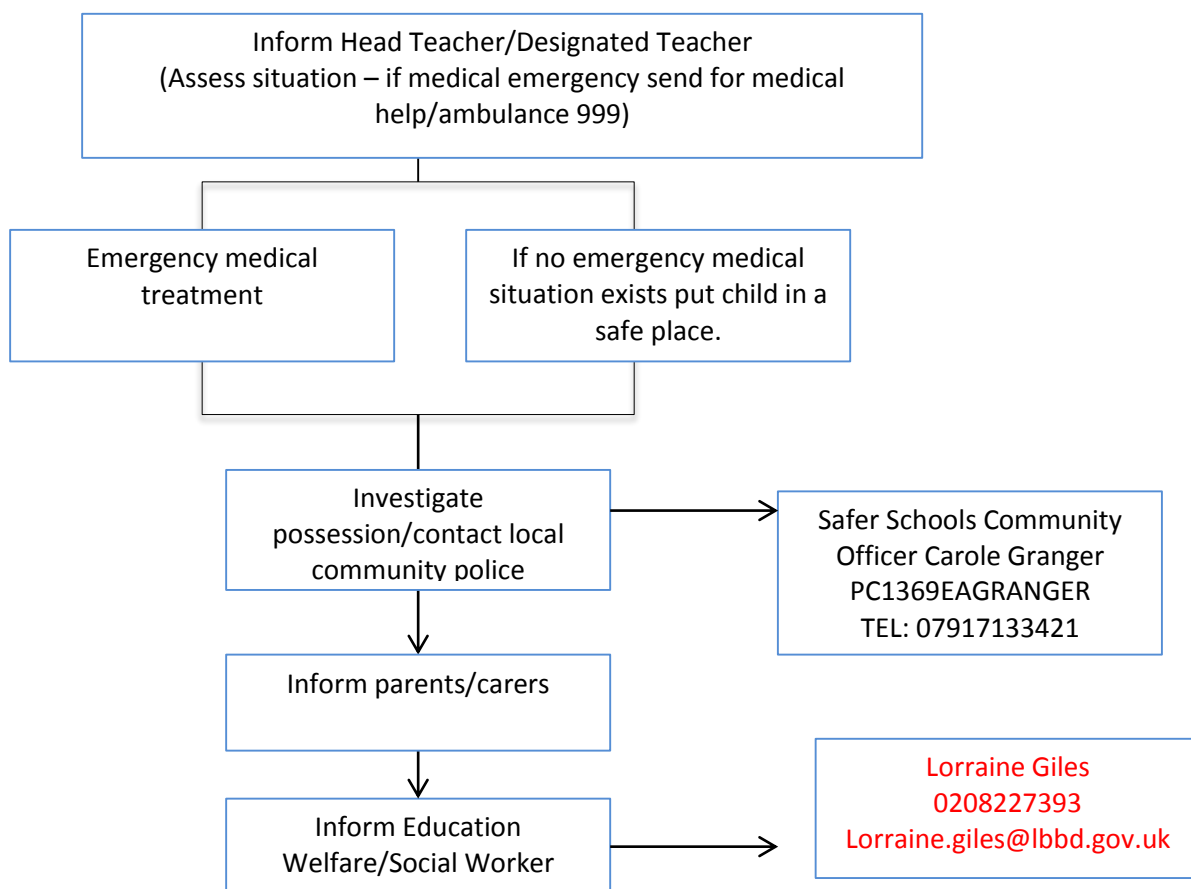 Inform Head Teacher/Designated Teacher
(Assess situation – if medical emergency send for medical
help/ambulance 999)
Emergency medical
treatment
If no emergency medical
situation exists put child in a
safe place.
Investigate
possession/contact local
community police
Safer Schools Community
Officer Carole Granger
PC1369EAGRANGER
TEL: 07917133421
Inform parents/carers
Lorraine Giles
0208227393
Lorraine.giles@lbbd.gov.uk
Inform Education
Welfare/Social Worker